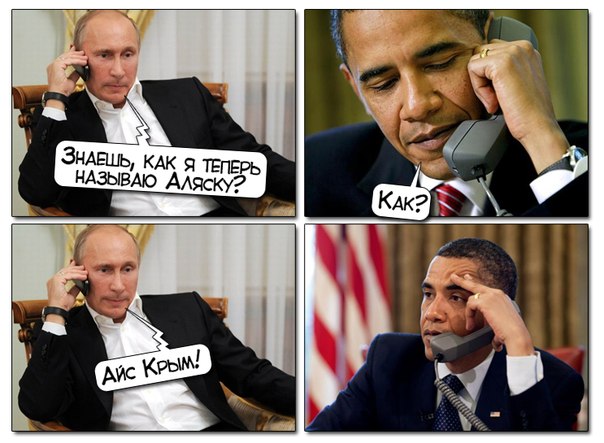 Знаешь, как я теперь
называю Аляску?
Как?
Айс Крым!